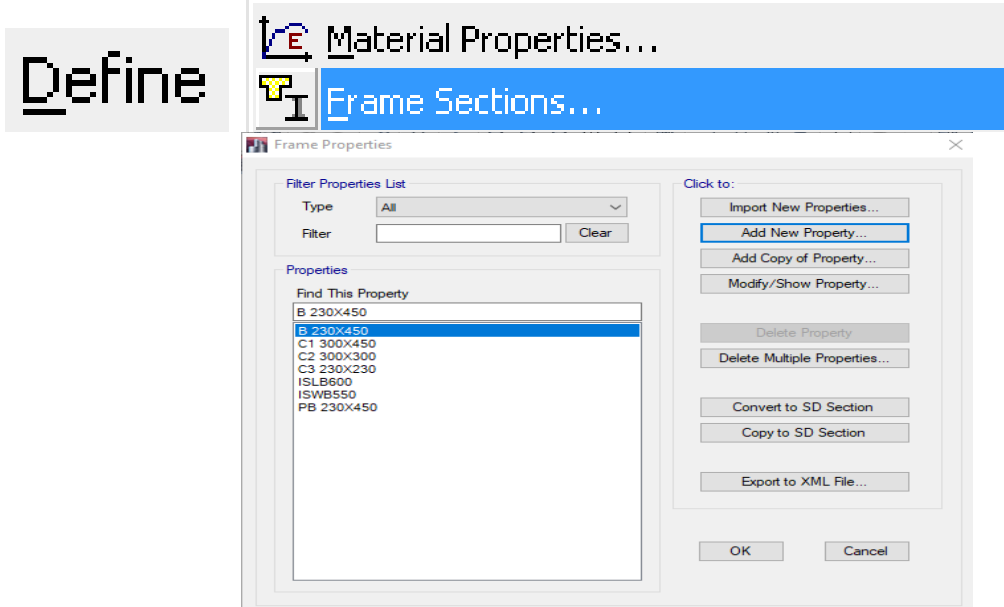 Define
Material Properties...
Frame Sections...
Frame Properties
Filter Properties List
Type All
Filter Clear
Properties
Find This Property
B 230X450
B 230X450
C1 300X450
C2 300X300
C3 230X230
ISLB600
ISWB550
PB 230X450
Click to:
Import New Properties...
Add New Property...
Add Copy of Property...
Modify/Show Property...
Delete Property
Delete Multiple Properties...
Convert to SD Section
Copy to SD Section
Export to XML File...
OK Cancel